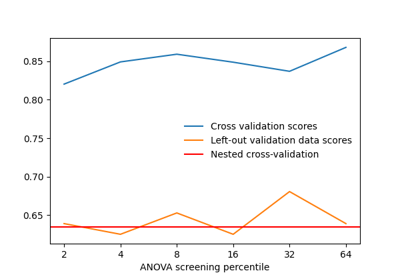 0.85
0.80
0.75
0.70
0.65
Cross validation scores
Left-out validation data scores
Nested cross-validation
2 4 8 16 32 64
ANOVA screening percentile